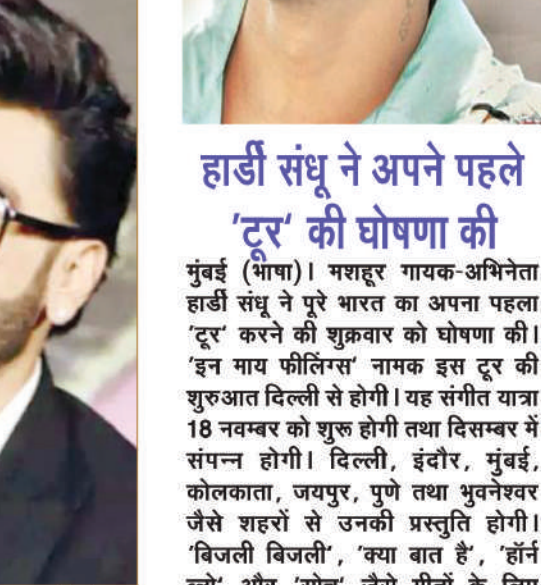 हार्डी संधू ने अपने पहले
'टूर' की घोषणा की
मुंबई (भाषा)। मशहूर गायक-अभिनेता
हार्डी संधू ने पूरे भारत का अपना पहला
'टूर' करने की शुक्रवार को घोषणा की।
'इन माय फीलिंग्स' नामक इस टूर की
शुरुआत दिल्ली से होगी। यह संगीत यात्रा
18 नवम्बर को शुरू होगी तथा दिसम्बर में
संपन्न होगी। दिल्ली, इंदौर, मुंबई,
कोलकाता, जयपुर, पुणे तथा भुवनेश्वर
जैसे शहरों से उनकी प्रस्तुति होगी।
'बिजली बिजली', 'क्या बात है', 'हॉर्न